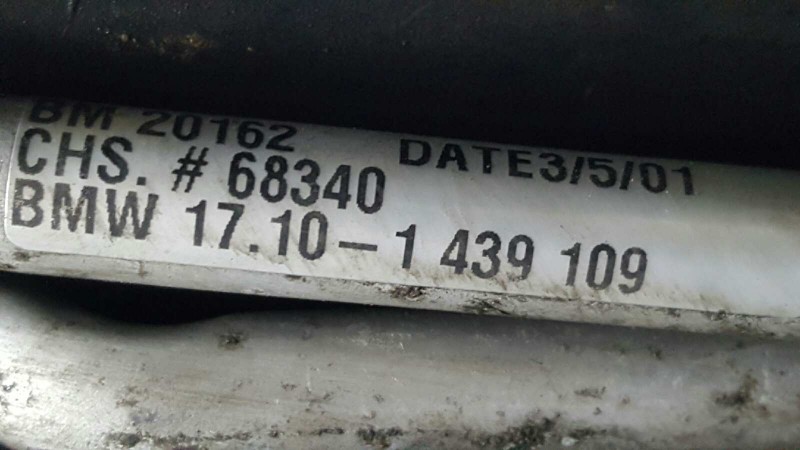 BM 20162
DATE3/5/01
CHS. # 68340
BMW 17.10-1 439 109